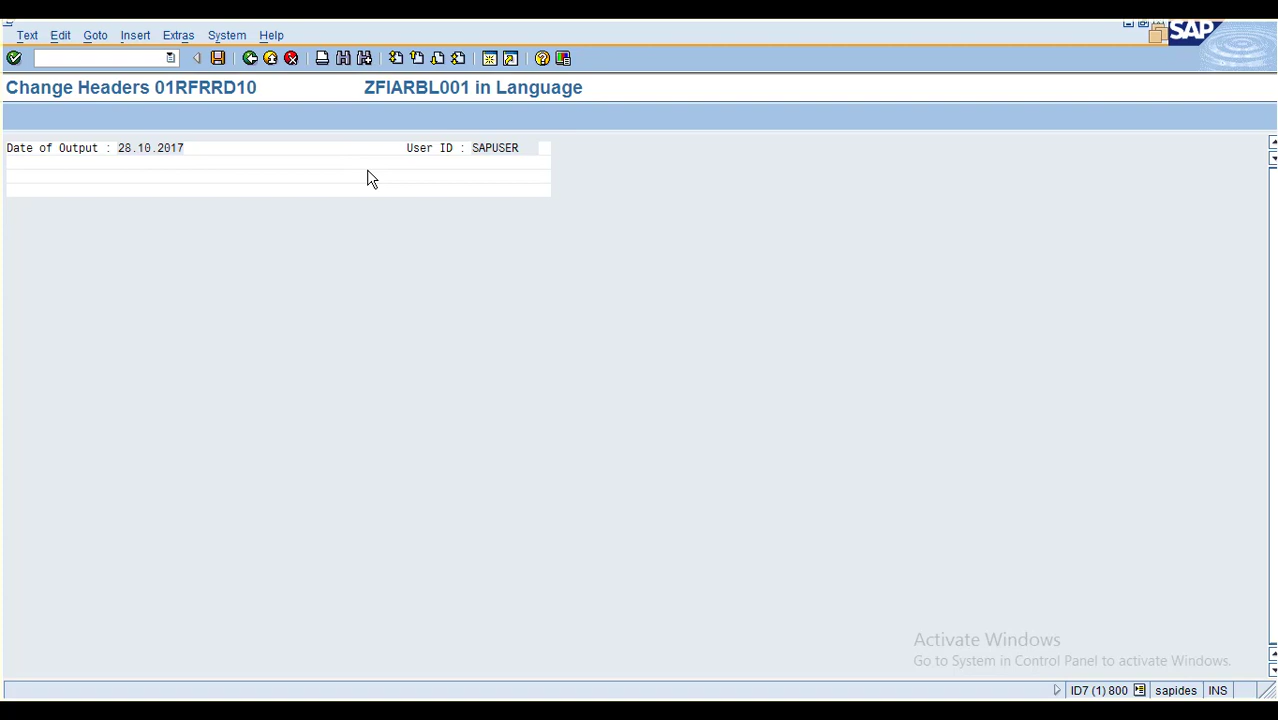 Text Edit Goto Insert Extras System Help
SAP
Change Headers 01RFRRD10 ZFIARBL001 in Language
Date of Output : 28.10.2017 User ID : SAPUSER
Activate Windows
Go to System in Control Panel to activate Windows.
ID7 (1) 800 sapides INS